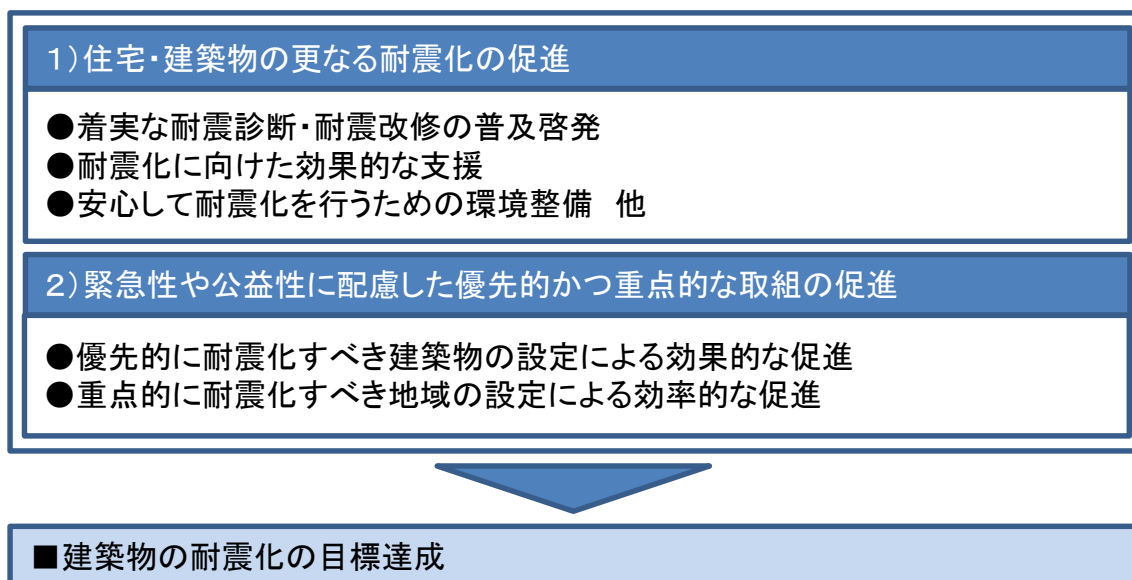 1)住宅・建築物の更なる耐震化の促進
●着実な耐震診断・耐震改修の普及啓発
●耐震化に向けた効果的な支援
●安心して耐震化を行うための環境整備　他
2)緊急性や公益性に配慮した優先的かつ重点的な取組の促進
●優先的に耐震化すべき建築物の設定による効果的な促進
●重点的に耐震化すべき地域の設定による効率的な促進
■建築物の耐震化の目標達成